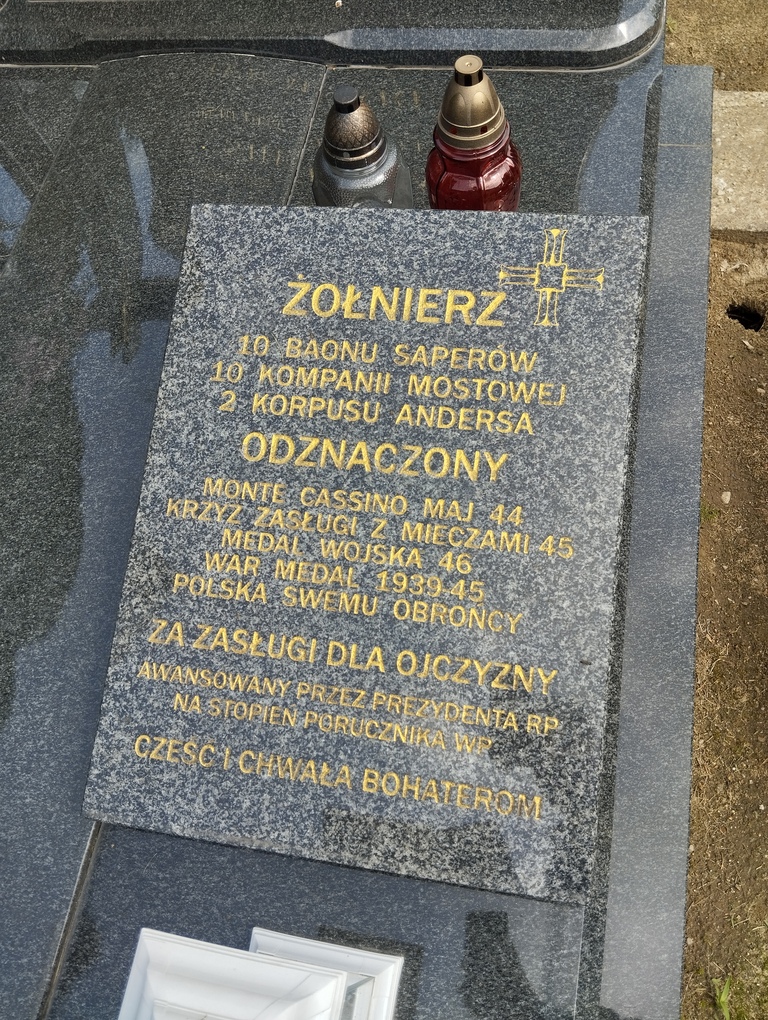 ŻOŁNIERZ
10 BAONU SAPERÓW
10 KOMPANII MOSTOWEJ
2 KORPUSU ANDERSA
ODZNACZONY
MONTE CASSINO MAJ 44
KRZYŻ ZASŁUGI Z MIECZAMI 45
MEDAL WOJSKA 46
WAR MEDAL 1939-45
POLSKA SWEMU OBROŃCY
ZA ZASŁUGI DLA OJCZYZNY
AWANSOWANY PRZEZ PREZYDENTA RP
NA STOPIEŃ PORUCZNIKA WP
CZEŚĆ I CHWAŁA BOHATEROM